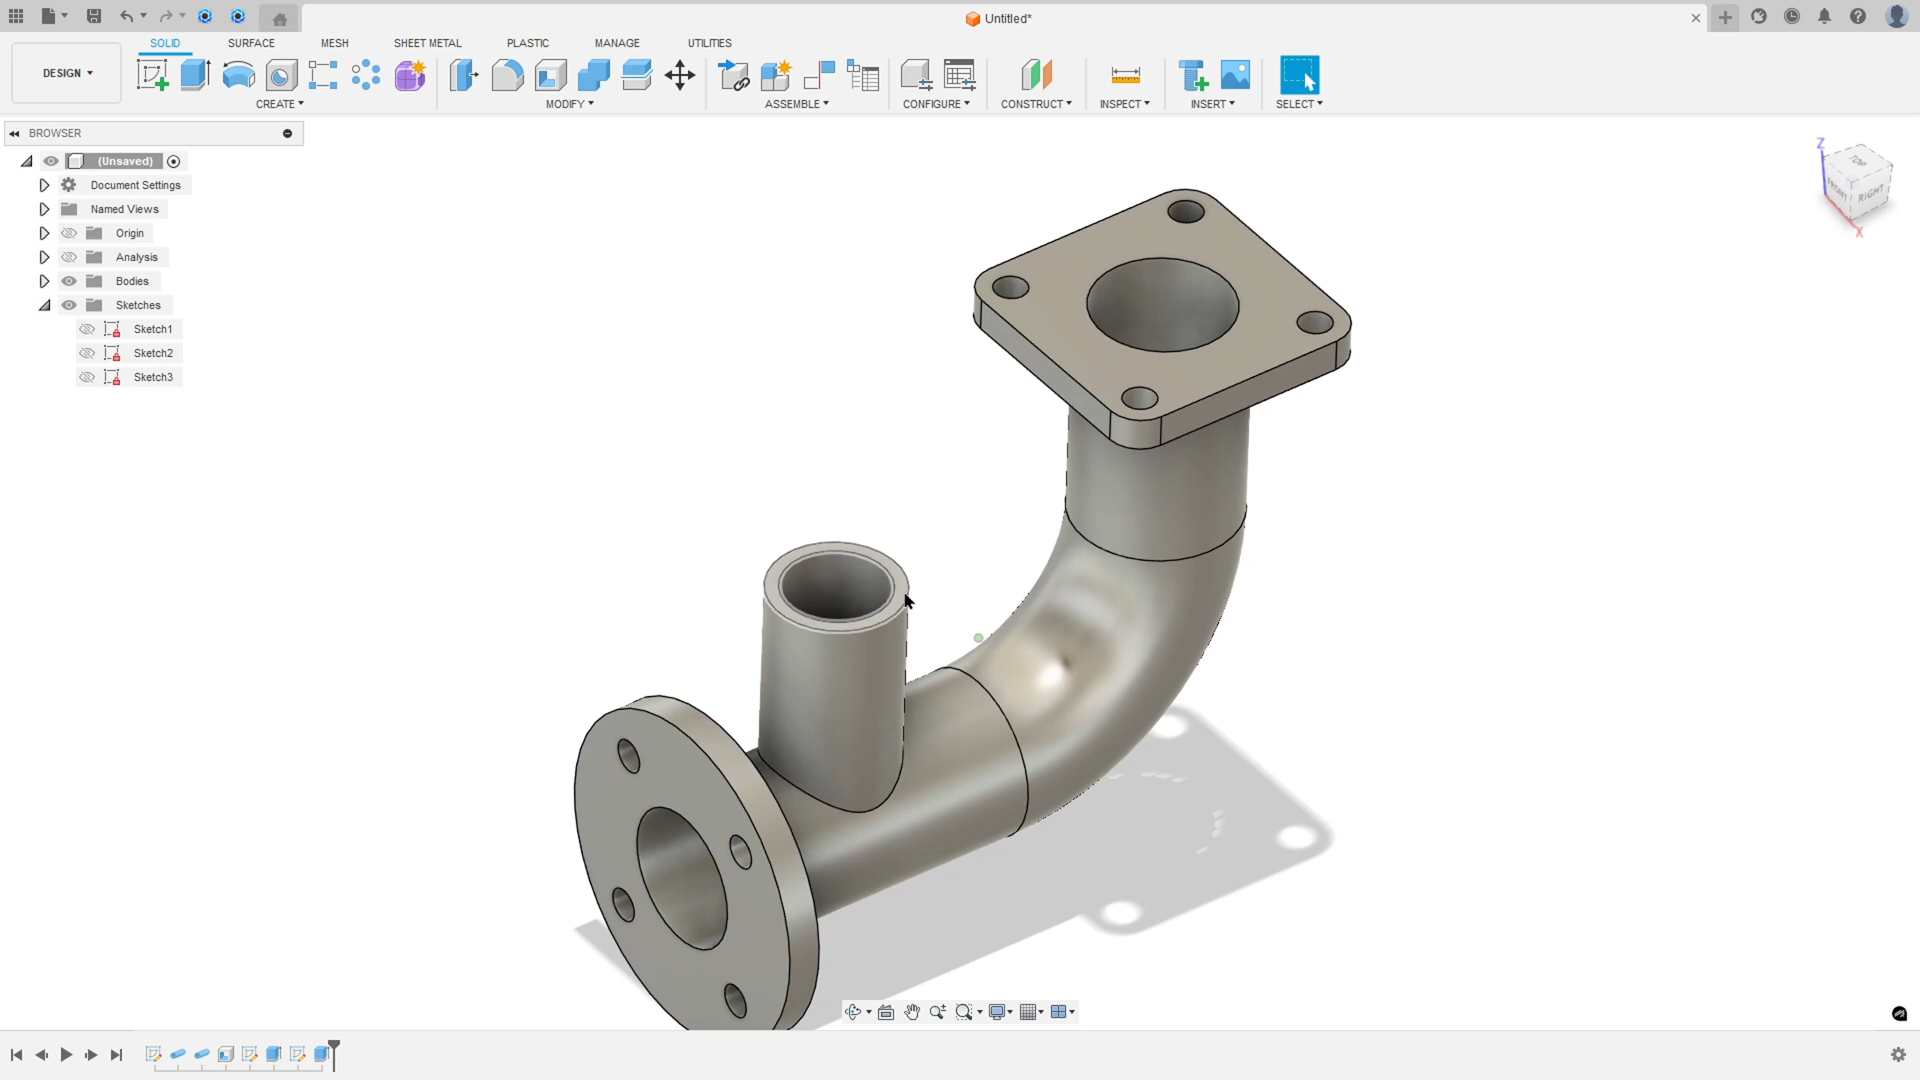 Untitled*
SOLID SURFACE MESH SHEET METAL PLASTIC MANAGE UTILITIES
DESIGN ▾
CREATE ▾ MODIFY ▾ ASSEMBLE ▾ CONFIGURE ▾ CONSTRUCT ▾ INSPECT ▾ INSERT ▾ SELECT ▾
BROWSER
(Unsaved)
Document Settings
Named Views
Origin
Analysis
Bodies
Sketches
Sketch1
Sketch2
Sketch3
Z
TOP
FRONT RIGHT
X